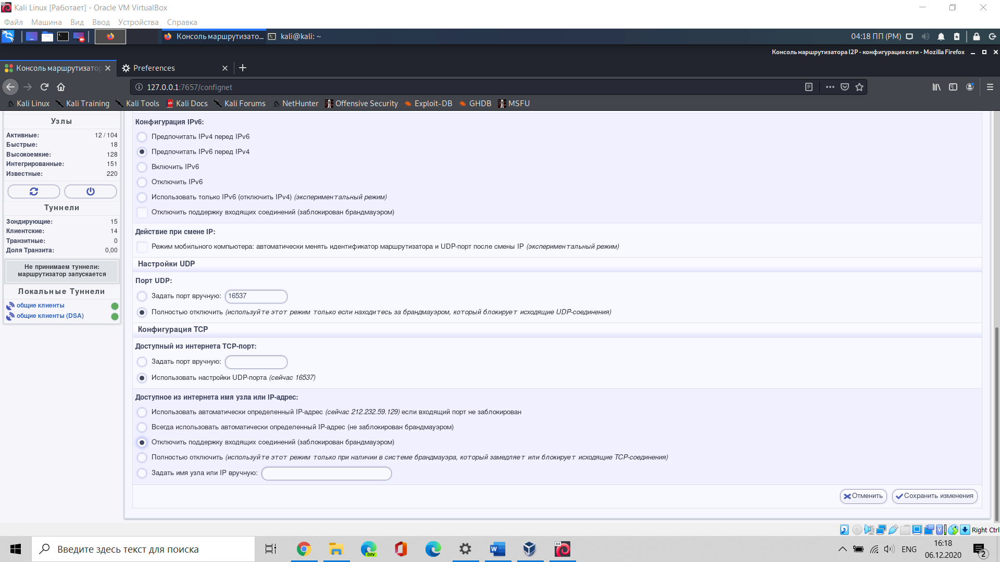 Kali Linux [Работает] - Oracle VM VirtualBox
Файл Машина Вид Ввод Устройства Справка
Консоль маршрутизато... kali@kali: ~ 04:18 ПП (PM)
Консоль маршрутизатора I2P - конфигурация сети - Mozilla Firefox
Консоль маршрутизатор Preferences
127.0.0.1:7657/confignet
Kali Linux Kali Training Kali Tools Kali Docs Kali Forums NetHunter Offensive Security Exploit-DB GHDB MSFU
Узлы
Активные: 12 / 104
Быстрые: 18
Высокоемкие: 128
Интегрированные: 151
Известные: 220
Туннели
Зондирующие: 15
Клиентские: 14
Транзитные: 0
Доля Транзита: 0,00
Не принимаем туннели:
маршрутизатор запускается
Локальные Туннели
общие клиенты
общие клиенты (DSA)
Конфигурация IPv6:
Предпочитать IPv4 перед IPv6
Предпочитать IPv6 перед IPv4
Включить IPv6
Отключить IPv6
Использовать только IPv6 (отключить IPv4) (экспериментальный режим)
Отключить поддержку входящих соединений (заблокирован брандмауэром)
Действие при смене IP:
Режим мобильного компьютера: автоматически менять идентификатор маршрутизатора и UDP-порт после смены IP (экспериментальный режим)
Настройки UDP
Порт UDP:
Задать порт вручную: 16537
Полностью отключить (используйте этот режим только если находитесь за брандмауэром, который блокирует исходящие UDP-соединения)
Конфигурация TCP
Доступный из интернета TCP-порт:
Задать порт вручную:
Использовать настройки UDP-порта (сейчас 16537)
Доступное из интернета имя узла или IP-адрес:
Использовать автоматически определенный IP-адрес (сейчас 212.232.59.129) если входящий порт не заблокирован
Всегда использовать автоматически определенный IP-адрес (не заблокирован брандмауэром)
Отключить поддержку входящих соединений (заблокирован брандмауэром)
Полностью отключить (используйте этот режим только при наличии в системе брандмауэра, который замедляет или блокирует исходящие TCP-соединения)
Задать имя узла или IP вручную:
Отменить Сохранить изменения
Right Ctrl
Введите здесь текст для поиска
DEV
64
ENG
16:18
06.12.2020
2